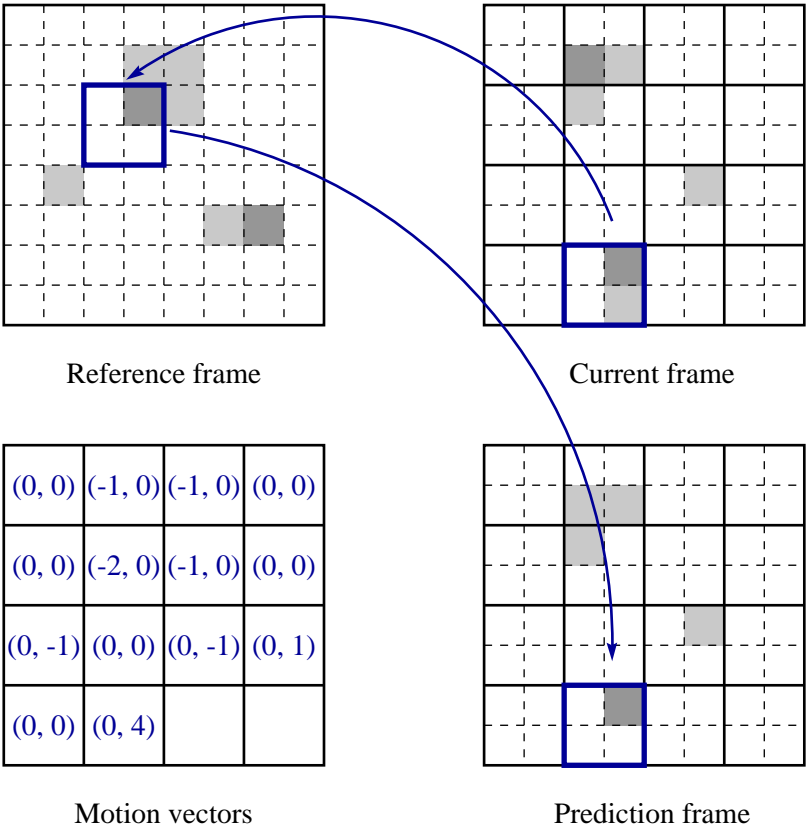 Reference frame
Current frame
(0, 0) (-1, 0) (-1, 0) (0, 0)
(0, 0) (-2, 0) (-1, 0) (0, 0)
(0, -1) (0, 0) (0, -1) (0, 1)
(0, 0) (0, 4)
Motion vectors
Prediction frame